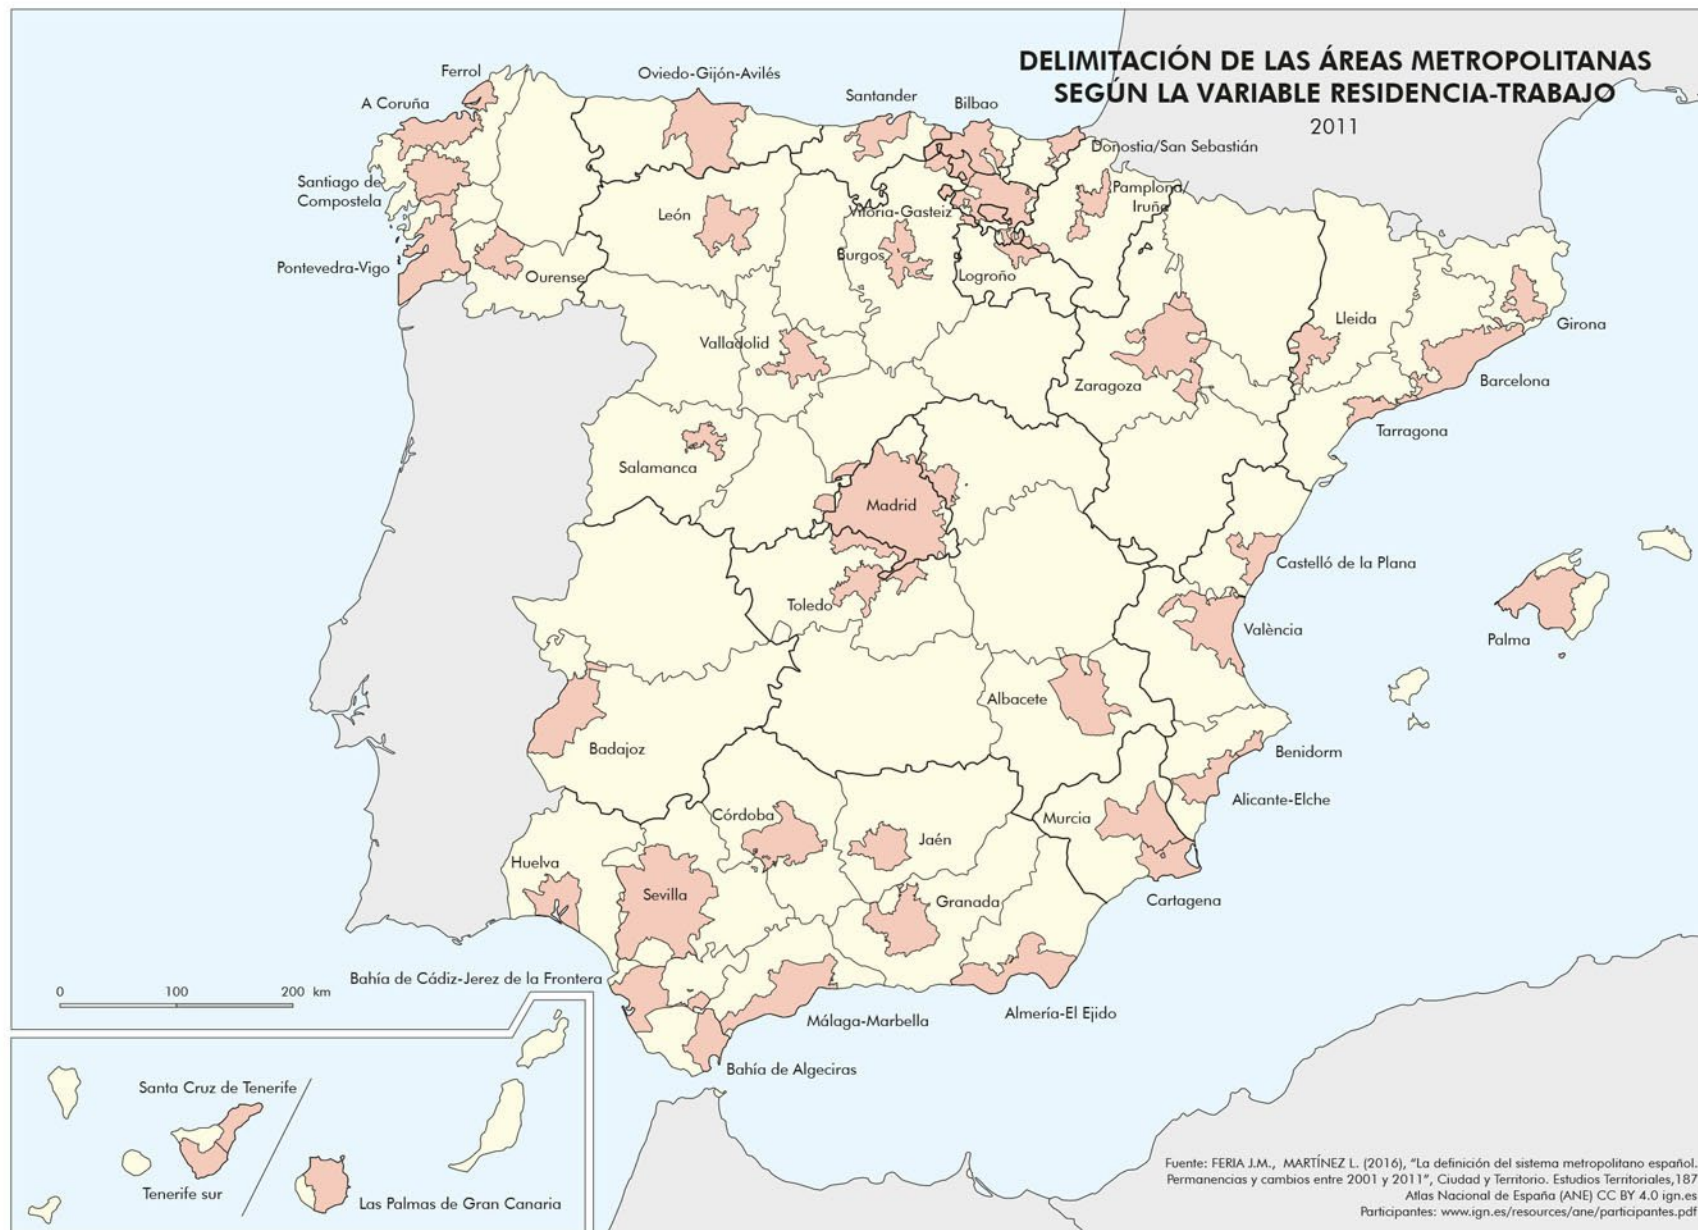 DELIMITACIÓN DE LAS ÁREAS METROPOLITANAS
SEGÚN LA VARIABLE RESIDENCIA-TRABAJO
2011
Ferrol
Oviedo-Gijón-Avilés
A Coruña
Santander
Bilbao
Donostia/San Sebastián
Santiago de
Compostela
León
Vitoria-Gasteiz
Pamplona/
Iruña
Pontevedra-Vigo
Ourense
Burgos
Logroño
Valladolid
Lleida
Girona
Zaragoza
Barcelona
Tarragona
Salamanca
Madrid
Castelló de la Plana
Toledo
València
Palma
Albacete
Badajoz
Benidorm
Alicante-Elche
Córdoba
Murcia
Jaén
Huelva
Sevilla
Granada
Cartagena
Bahía de Cádiz-Jerez de la Frontera
0 100 200 km
Málaga-Marbella
Almería-El Ejido
Bahía de Algeciras
Santa Cruz de Tenerife
Tenerife sur
Las Palmas de Gran Canaria
Fuente: FERIA J.M., MARTÍNEZ L. (2016), “La definición del sistema metropolitano español.
Permanencias y cambios entre 2001 y 2011”, Ciudad y Territorio. Estudios Territoriales,187
Atlas Nacional de España (ANE) CC BY 4.0 ign.es
Participantes: www.ign.es/resources/ane/participantes.pdf